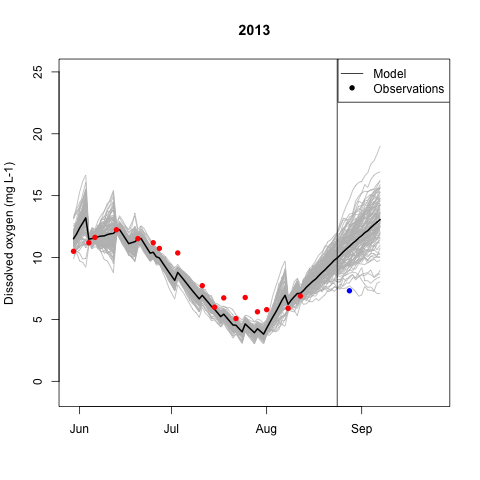 2013
Dissolved oxygen (mg L-1)
25
20
15
10
5
0
Model
Observations
Jun
Jul
Aug
Sep